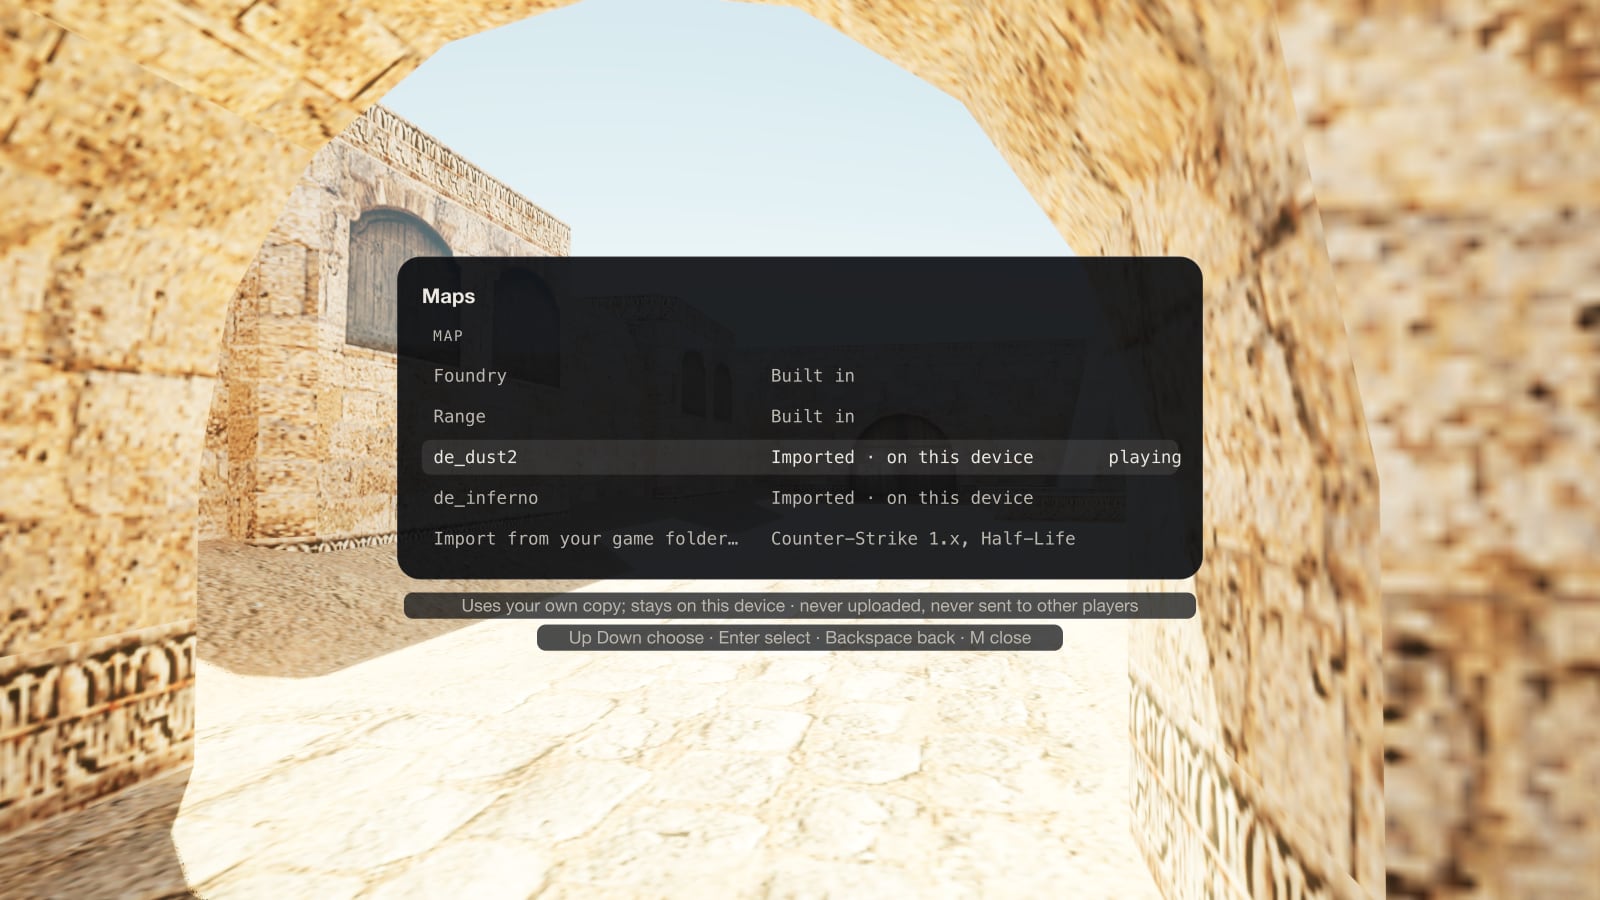 Maps
MAP
Foundry Built in
Range Built in
de_dust2 Imported · on this device playing
de_inferno Imported · on this device
Import from your game folder… Counter-Strike 1.x, Half-Life
Uses your own copy; stays on this device · never uploaded, never sent to other players
Up Down choose · Enter select · Backspace back · M close